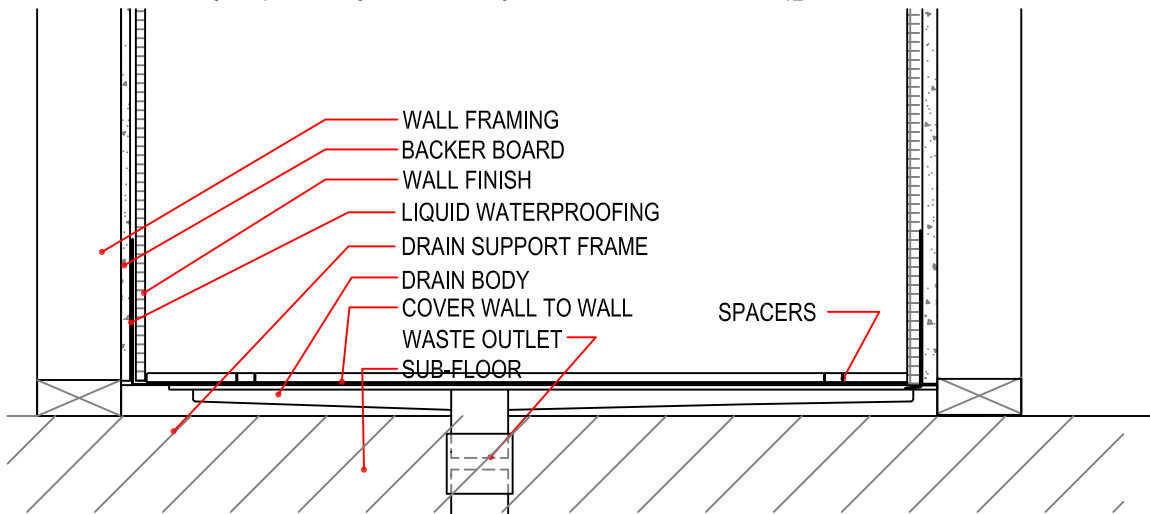 WALL FRAMING
BACKER BOARD
WALL FINISH
LIQUID WATERPROOFING
DRAIN SUPPORT FRAME
DRAIN BODY
COVER WALL TO WALL
SPACERS
WASTE OUTLET
SUB-FLOOR